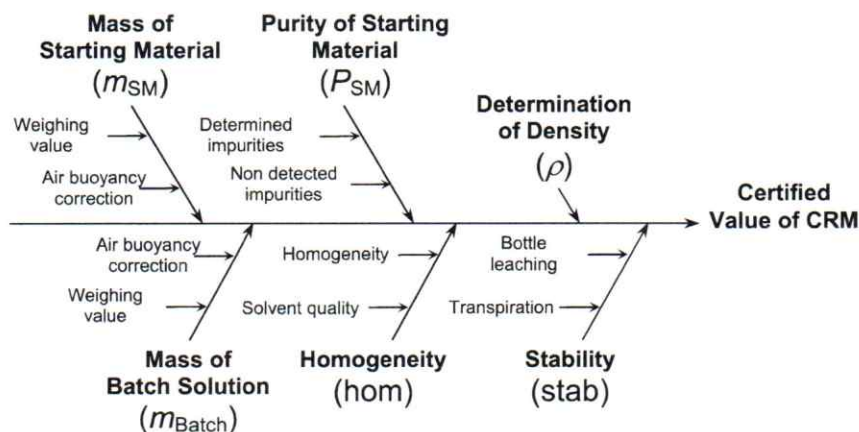 Mass of
Starting Material
(mSM)
Purity of Starting
Material
(PSM)
Determination
of Density
(ρ)
Weighing
value
Air buoyancy
correction
Determined
impurities
Non detected
impurities
Certified
Value of CRM
Air buoyancy
correction
Weighing
value
Homogeneity
Solvent quality
Bottle
leaching
Transpiration
Mass of
Batch Solution
(mBatch)
Homogeneity
(hom)
Stability
(stab)